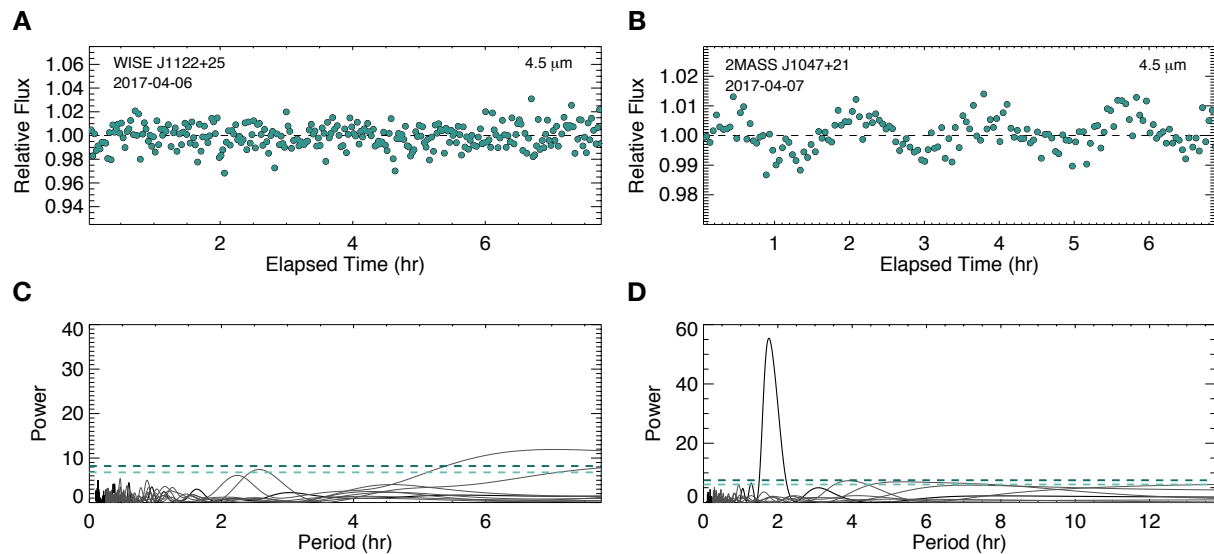 A
WISE J1122+25
2017-04-06
4.5 μm
1.06
1.04
1.02
1.00
0.98
0.96
0.94
Relative Flux
2
4
6
Elapsed Time (hr)
B
2MASS J1047+21
2017-04-07
4.5 μm
1.02
1.01
1.00
0.99
0.98
Relative Flux
1
2
3
4
5
6
Elapsed Time (hr)
C
40
30
20
10
0
Power
0
2
4
6
Period (hr)
D
60
40
20
0
Power
0
2
4
6
8
10
12
Period (hr)